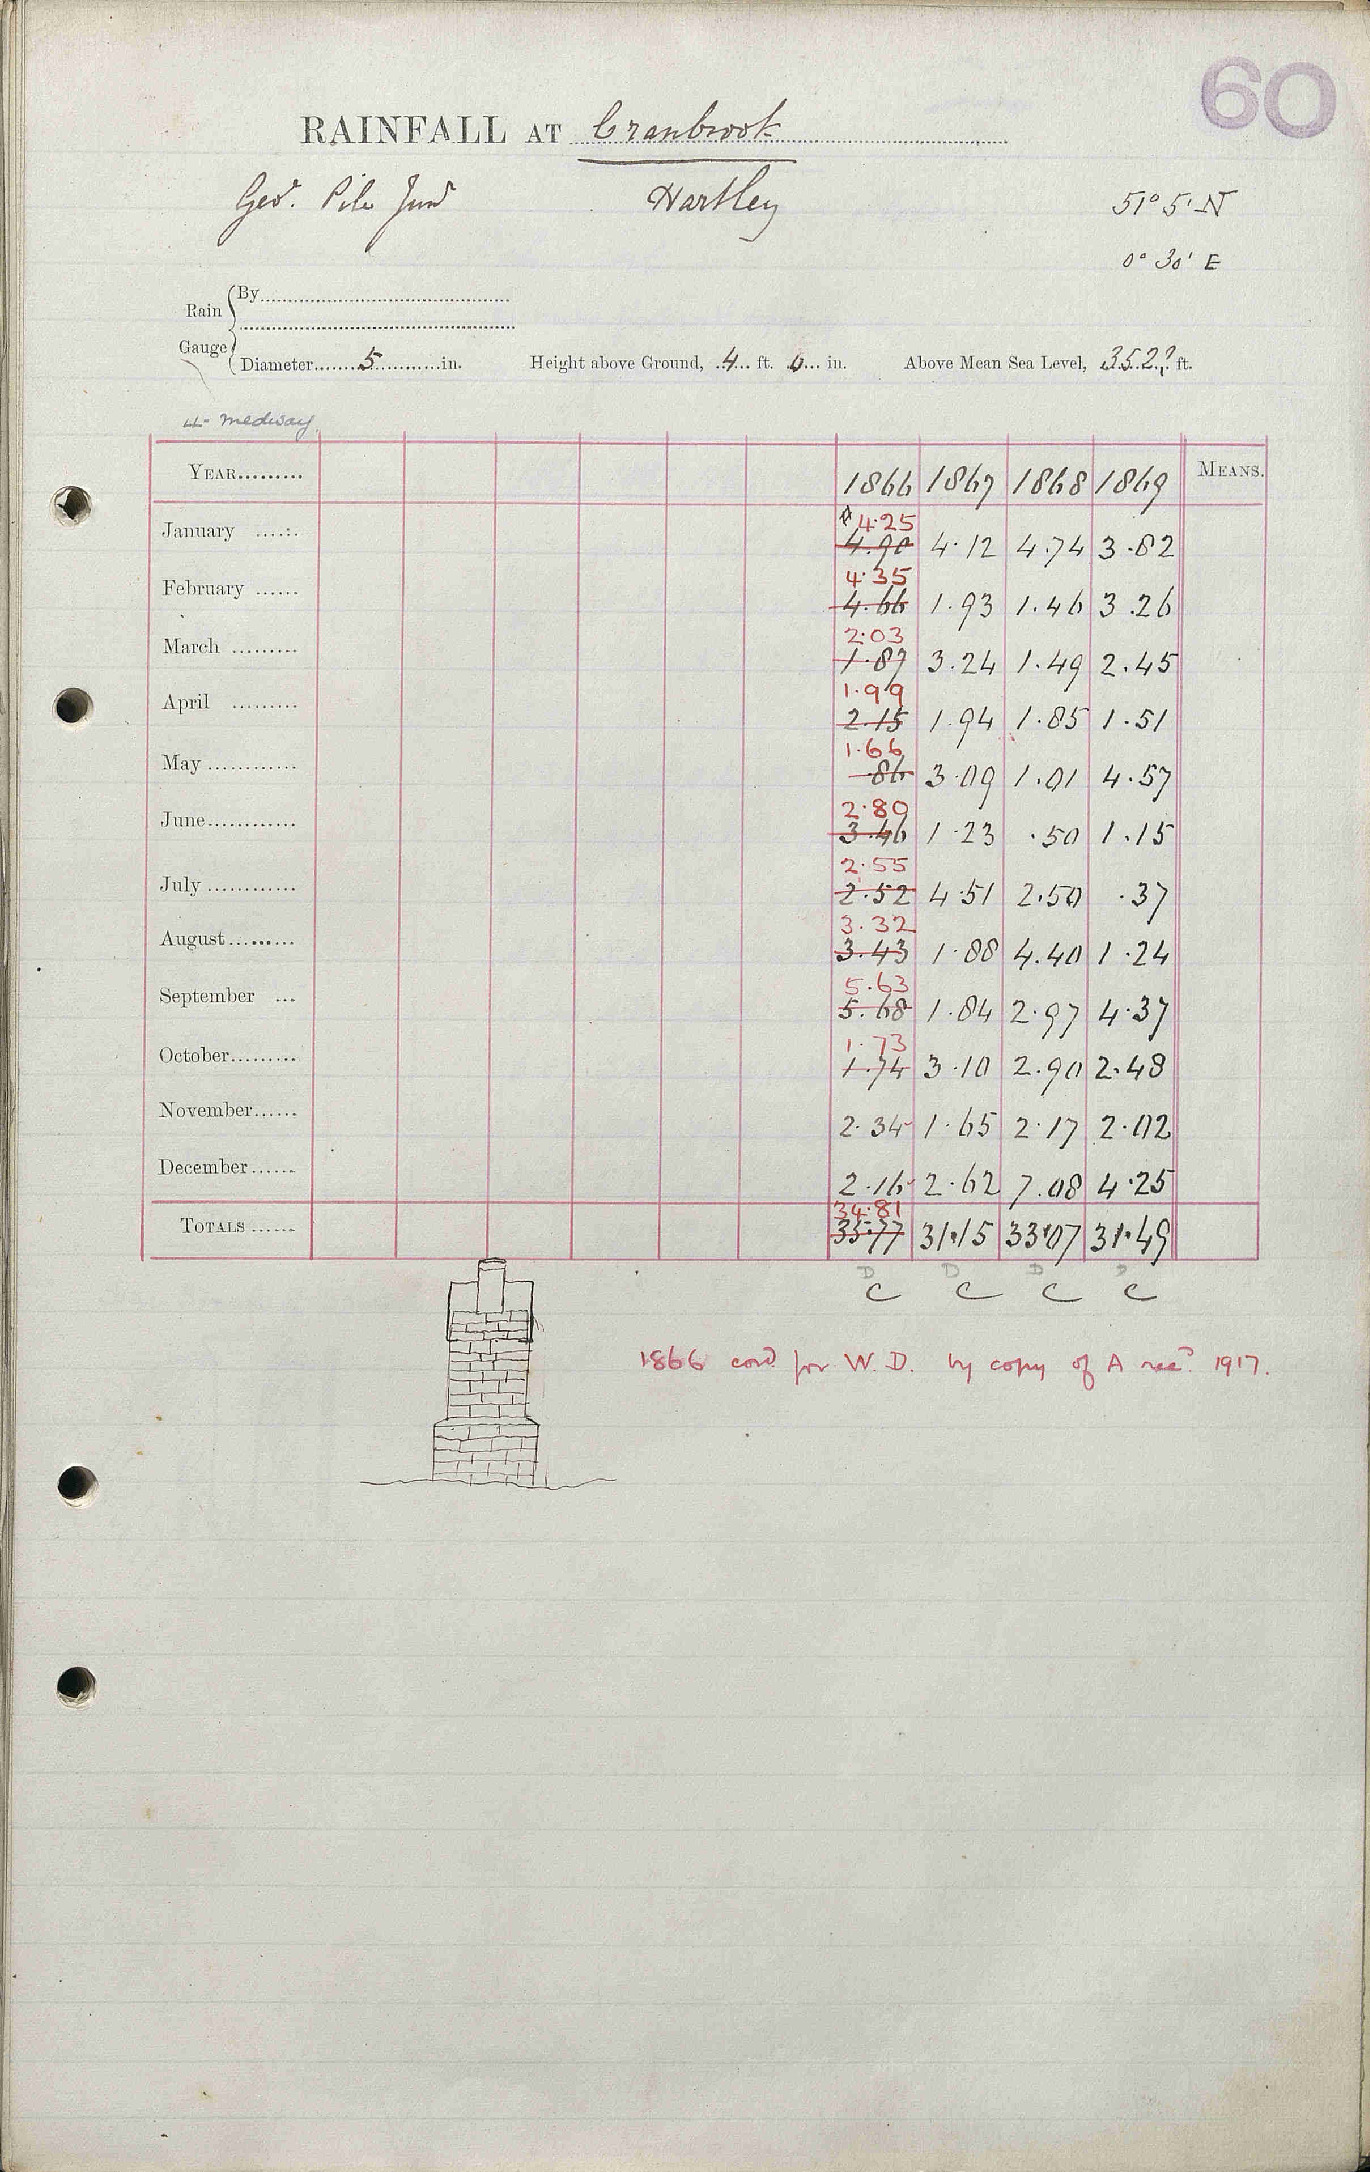 60
RAINFALL AT Cranbrook
Geo. Pile Junr Hartley 51° 5' N
0° 30' E
Rain Gauge
By
Diameter 5 in. Height above Ground, 4 ft. 6 in. Above Mean Sea Level, 352? ft.
Medway
YEAR 1866 1867 1868 1869 MEANS.
4.25
January 4.90 4.12 4.74 3.82
4.35
February 4.66 1.93 1.46 3.26
2.03
March 1.87 3.24 1.49 2.45
1.99
April 2.15 1.94 1.85 1.51
1.66
May .86 3.09 1.01 4.57
2.80
June 3.46 1.23 .50 1.15
2.55
July 2.52 4.51 2.50 .37
3.32
August 3.43 1.88 4.40 1.24
5.63
September 5.68 1.84 2.97 4.37
1.73
October 1.74 3.10 2.90 2.48
November 2.34 1.65 2.17 2.02
December 2.16 2.62 7.08 4.25
34.81
TOTALS 35.77 31.15 33.07 31.49
D D D D
C C C C
1866 cord for W.D. by copy of A recd 1917.